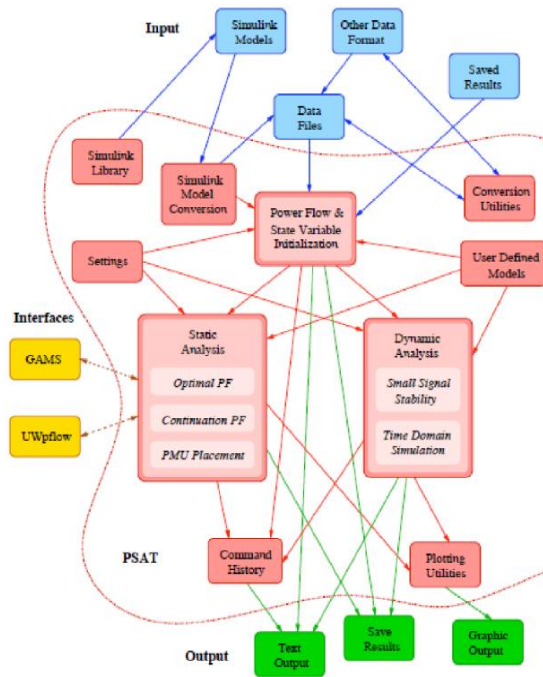 Input
Simulink
Models
Other Data
Format
Saved
Results
Data
Files
Simulink
Library
Simulink
Model
Conversion
Power Flow &
State Variable
Initialization
Conversion
Utilities
Settings
User Defined
Models
Interfaces
GAMS
UWpflow
Static
Analysis
Optimal PF
Continuation PF
PMU Placement
Dynamic
Analysis
Small Signal
Stability
Time Domain
Simulation
PSAT
Command
History
Plotting
Utilities
Output
Text
Output
Save
Results
Graphic
Output